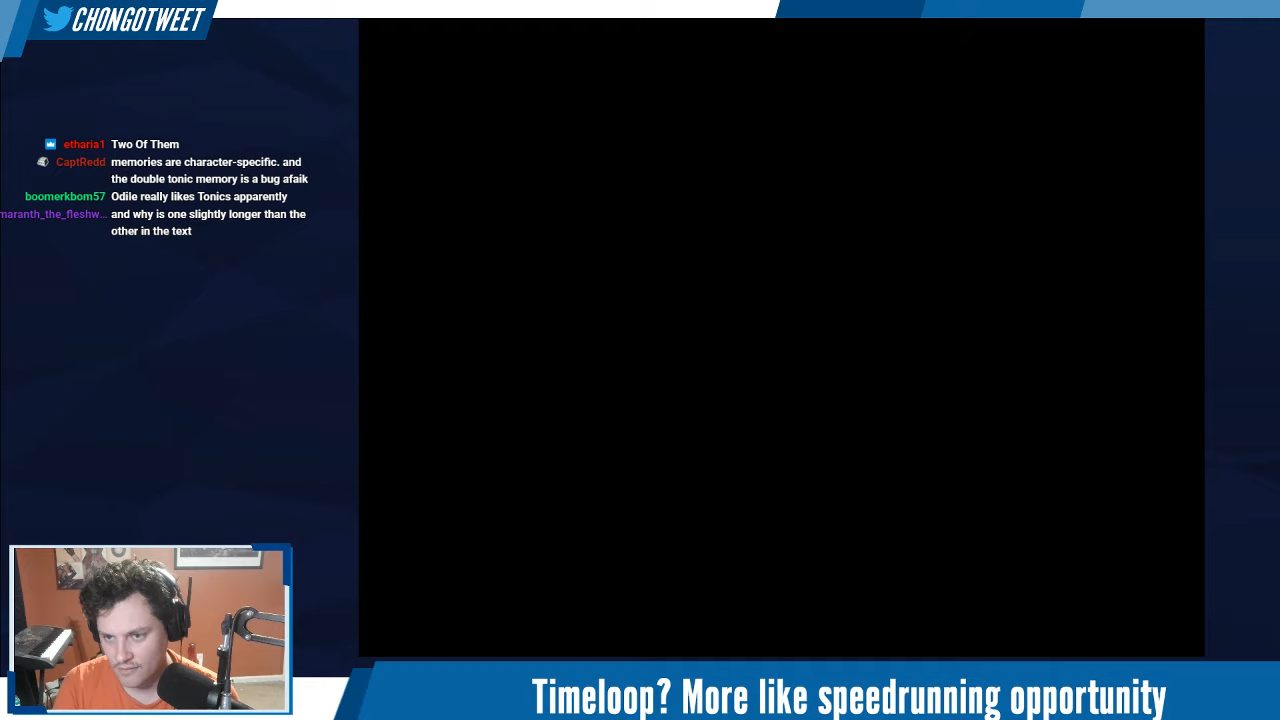 CHONGOTWEET
etharia1 Two Of Them
CaptRedd memories are character-specific. and
the double tonic memory is a bug afaik
boomerkbom57 Odile really likes Tonics apparently
maranth_the_fleshw... and why is one slightly longer than the
other in the text
Timeloop? More like speedrunning opportunity